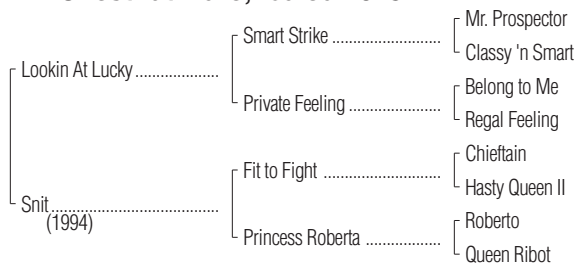 Mr. Prospector
Smart Strike ......................
Classy 'n Smart
Lookin At Lucky .................
Belong to Me
Private Feeling ...................
Regal Feeling
Chieftain
Fit to Fight ........................
Hasty Queen II
Snit ...................................
(1994)
Roberto
Princess Roberta ................
Queen Ribot